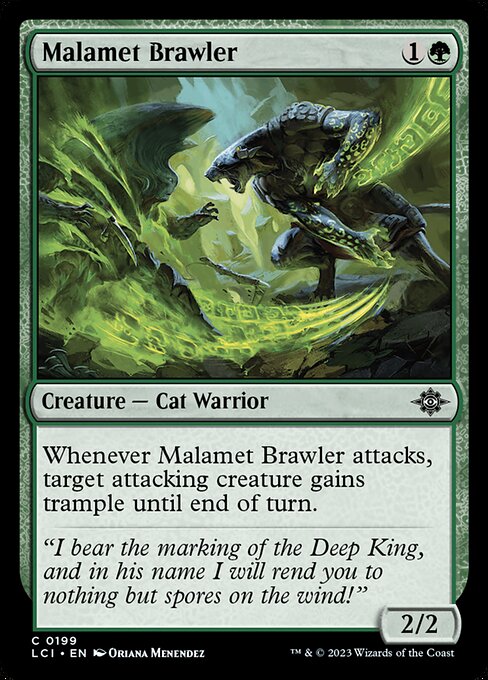 Malamet Brawler 1
Creature — Cat Warrior
Whenever Malamet Brawler attacks,
target attacking creature gains
trample until end of turn.
“I bear the marking of the Deep King,
and in his name I will rend you to
nothing but spores on the wind!”
2/2
C 0199
LCI • EN Oriana Menendez
™ & © 2023 Wizards of the Coast